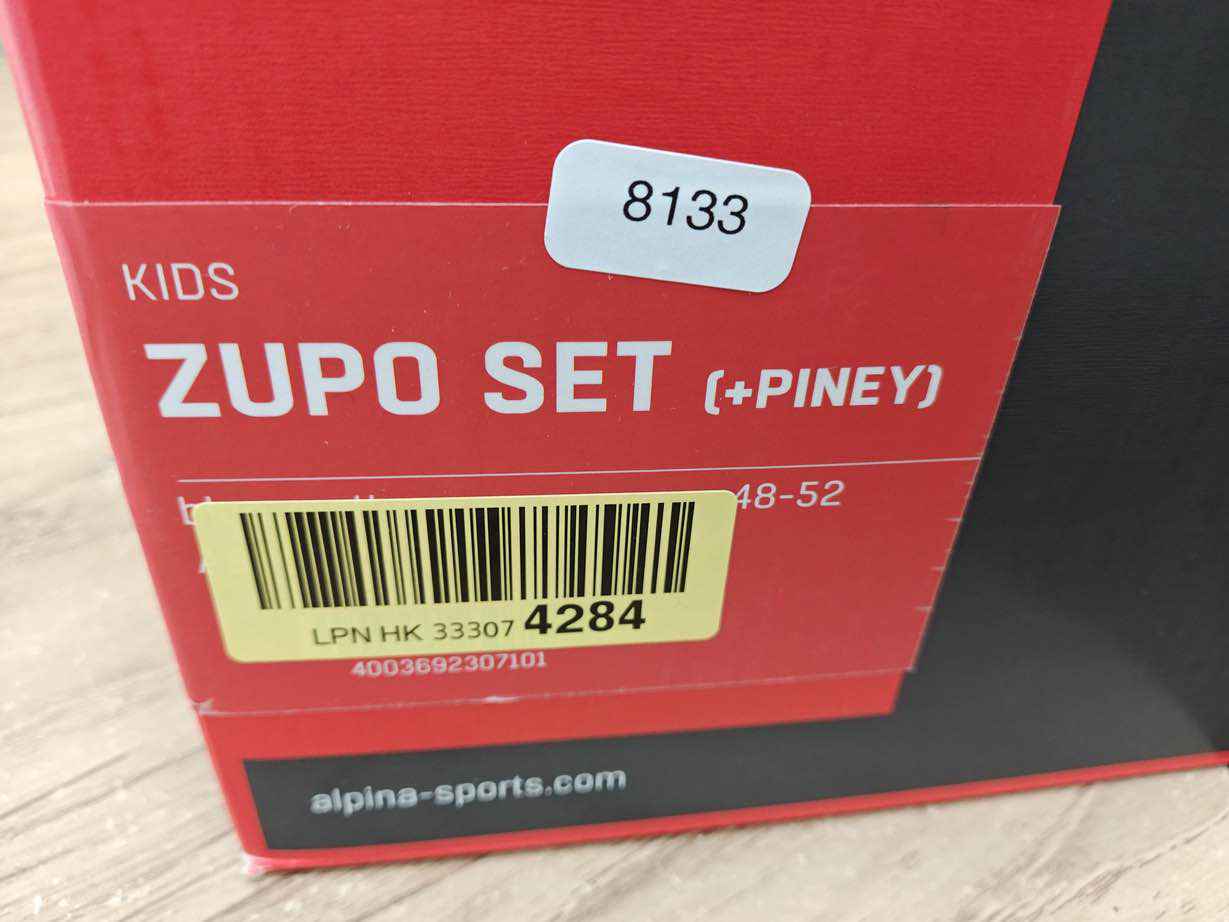 8133
KIDS
ZUPO SET (+PINEY)
48-52
LPN HK 33307 4284
4003692307101
alpina-sports.com